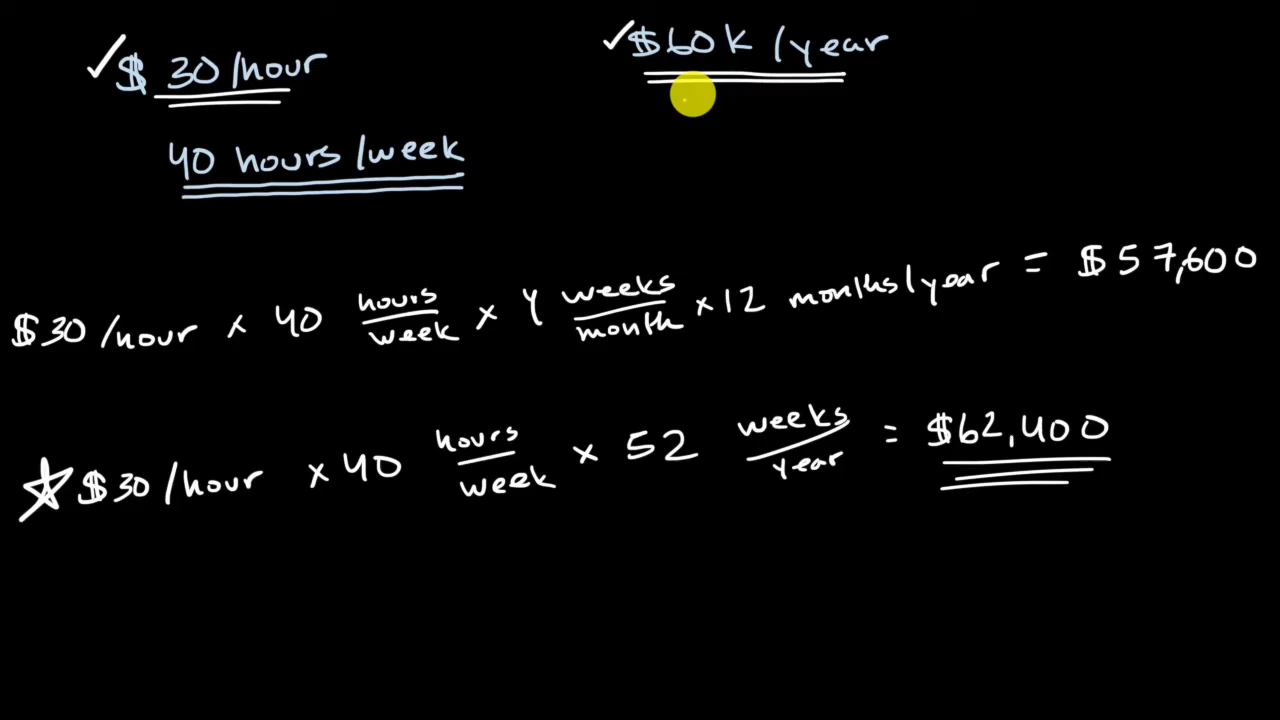 $30/hour
$60k/year
40 hours/week
$30/hour x 40 hours/week x 4 weeks/month x 12 months/year = $57,600
$30/hour x 40 hours/week x 52 weeks/year = $62,400